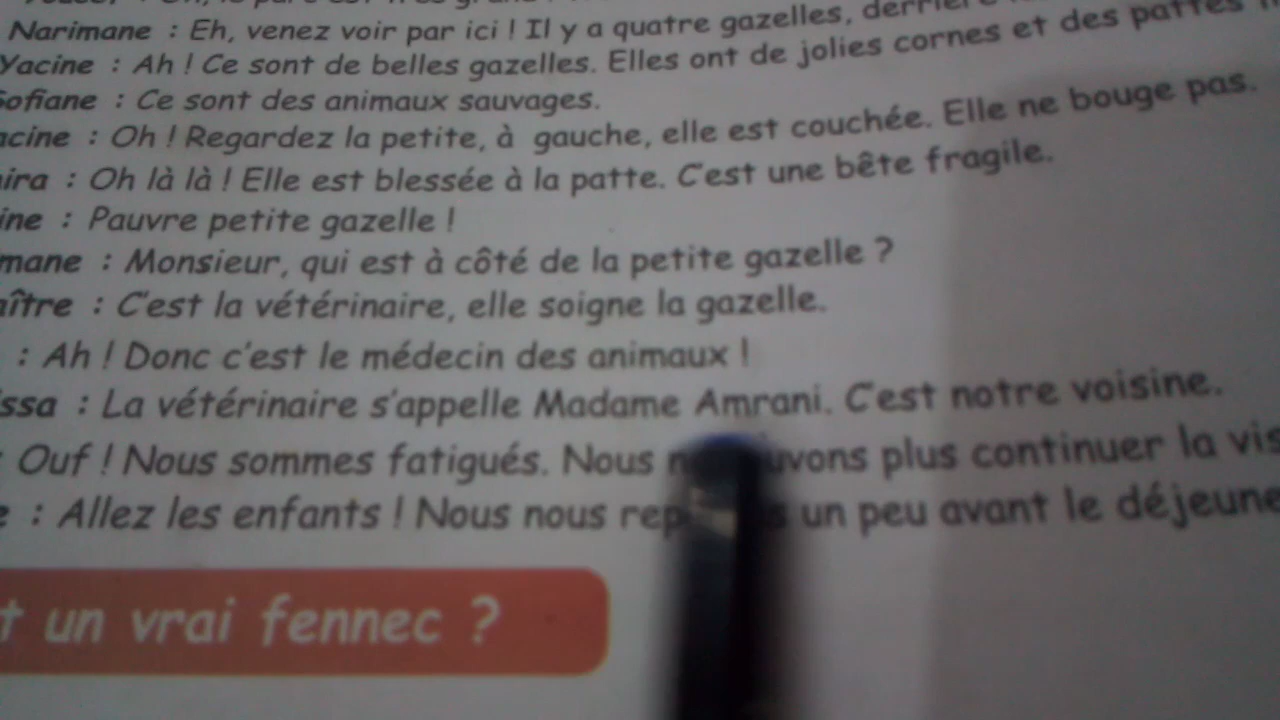 Narimane : Eh, venez voir par ici ! Il y a quatre gazelles,
Yacine : Ah ! Ce sont de belles gazelles. Elles ont de jolies cornes et des pattes
Sofiane : Ce sont des animaux sauvages.
acine : Oh ! Regardez la petite, à gauche, elle est couchée. Elle ne bouge pas.
ira : Oh là là ! Elle est blessée à la patte. C'est une bête fragile.
ine : Pauvre petite gazelle !
mane : Monsieur, qui est à côté de la petite gazelle ?
aître : C'est la vétérinaire, elle soigne la gazelle.
: Ah ! Donc c'est le médecin des animaux !
ssa : La vétérinaire s'appelle Madame Amrani. C'est notre voisine.
: Ouf ! Nous sommes fatigués. Nous uvons plus continuer la vis
e : Allez les enfants ! Nous nous rep s un peu avant le déjeune
t un vrai fennec ?